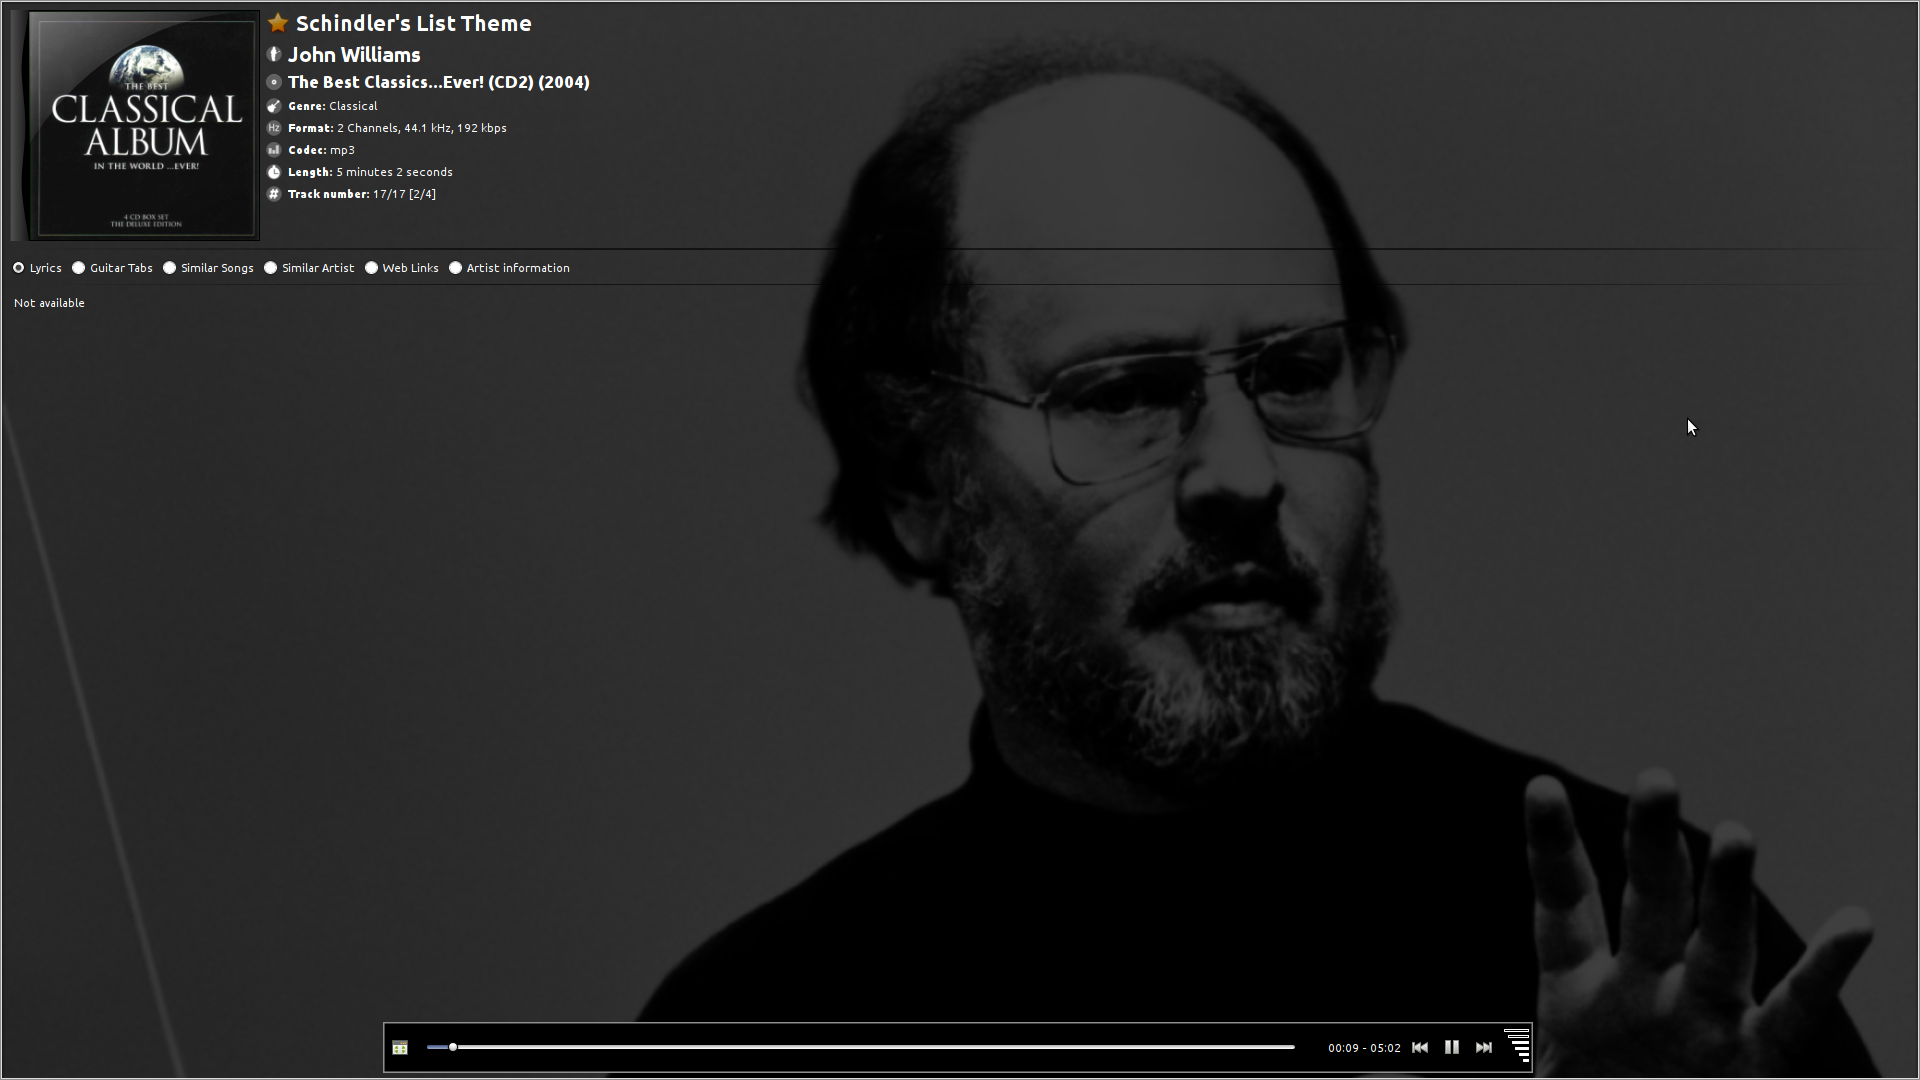 THE BEST
CLASSICAL
ALBUM
IN THE WORLD ...EVER!
4 CD BOX SET
THE DELUXE EDITION
Schindler's List Theme
John Williams
The Best Classics...Ever! (CD2) (2004)
Genre: Classical
Hz Format: 2 Channels, 44.1 kHz, 192 kbps
Codec: mp3
Length: 5 minutes 2 seconds
# Track number: 17/17 [2/4]
Lyrics Guitar Tabs Similar Songs Similar Artist Web Links Artist information
Not available
00:09 - 05:02